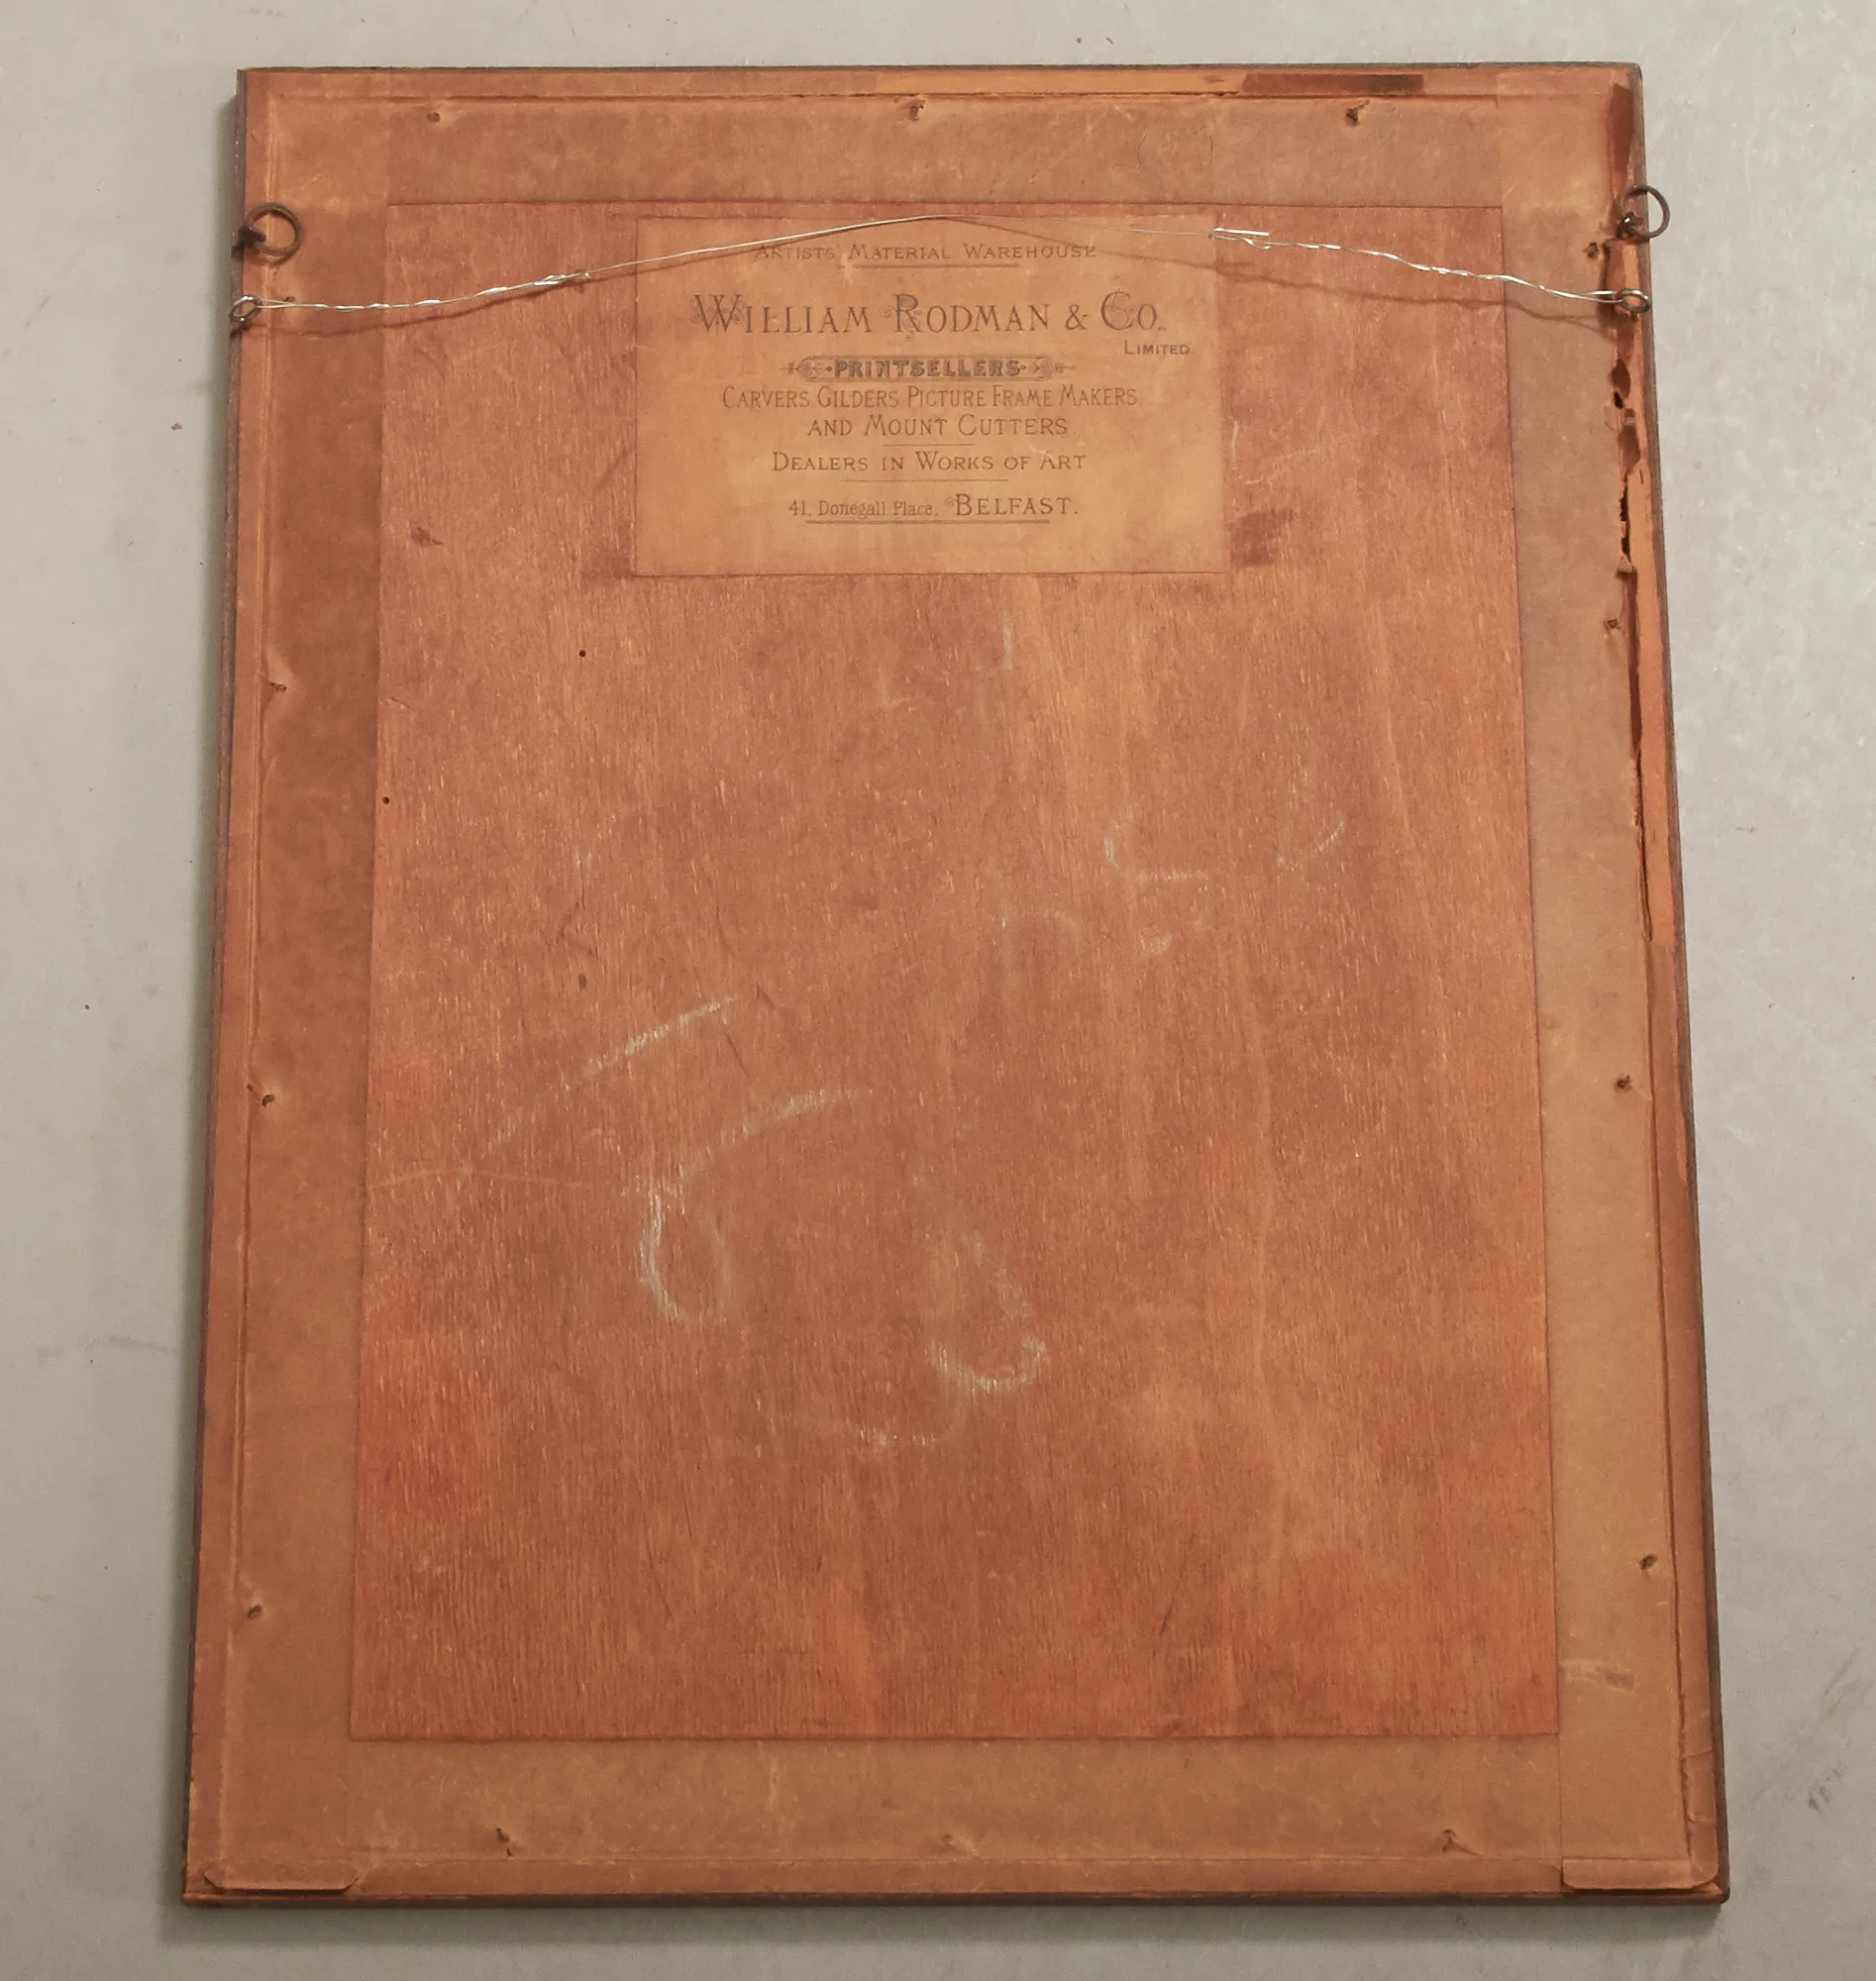 ARTISTS MATERIAL WAREHOUSE
WILLIAM RODMAN & CO.
LIMITED
PRINTSELLERS
CARVERS, GILDERS, PICTURE FRAME MAKERS
AND MOUNT CUTTERS
DEALERS IN WORKS OF ART
41, Donegall Place, BELFAST.